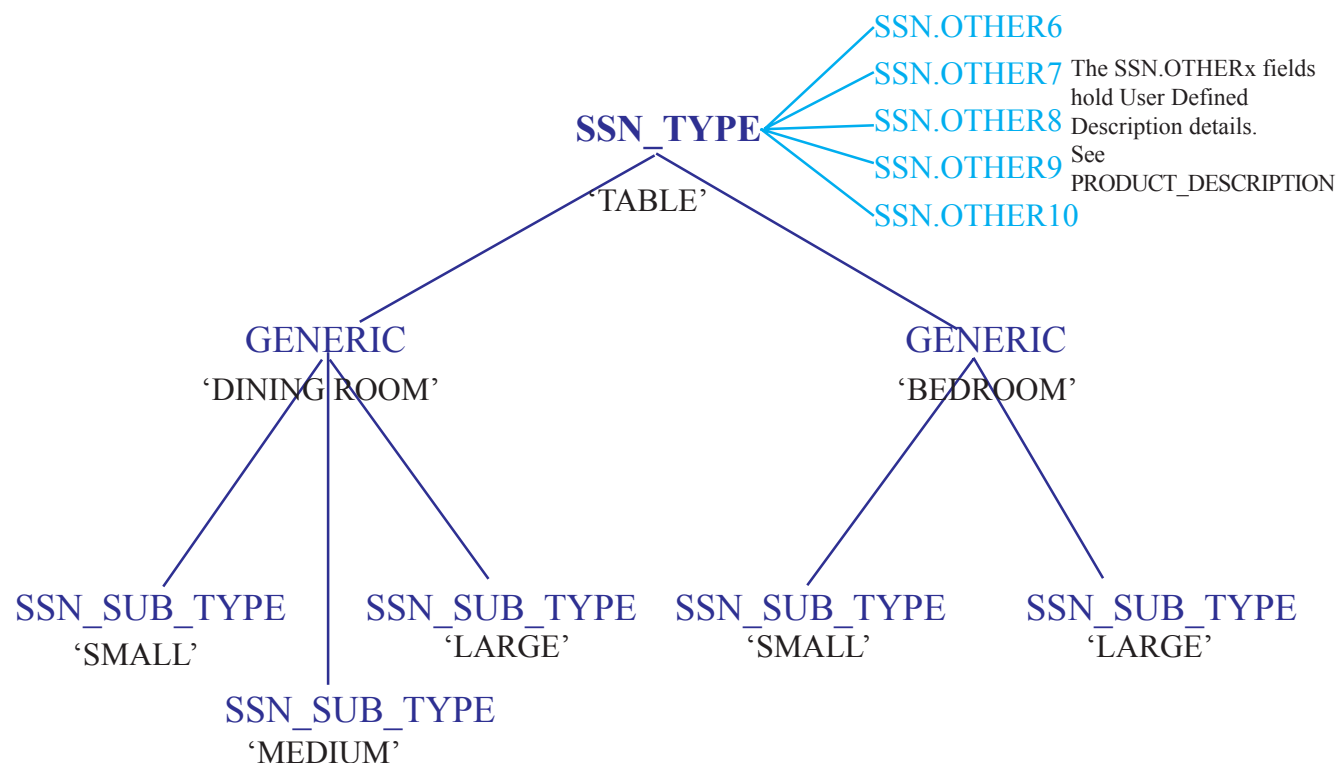 SSN.OTHER6
SSN.OTHER7
SSN.OTHER8
SSN.OTHER9
SSN.OTHER10
The SSN.OTHERx fields
hold User Defined
Description details.
See
PRODUCT_DESCRIPTION
SSN_TYPE
‘TABLE’
GENERIC
‘DINING ROOM’
GENERIC
‘BEDROOM’
SSN_SUB_TYPE
‘SMALL’
SSN_SUB_TYPE
‘MEDIUM’
SSN_SUB_TYPE
‘LARGE’
SSN_SUB_TYPE
‘SMALL’
SSN_SUB_TYPE
‘LARGE’